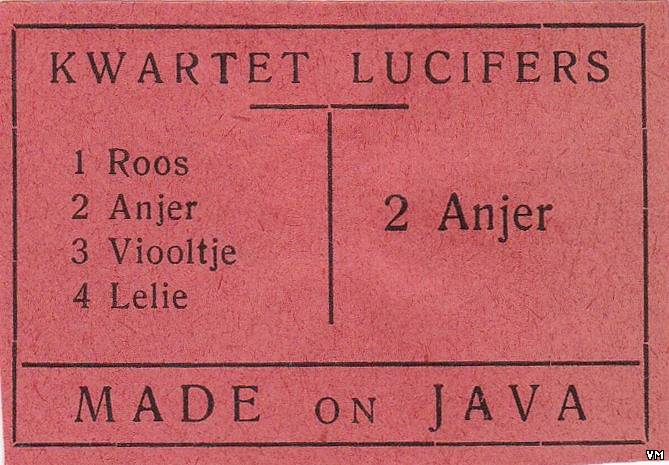 KWARTET LUCIFERS
1 Roos
2 Anjer
3 Viooltje
4 Lelie
2 Anjer
MADE ON JAVA
VM